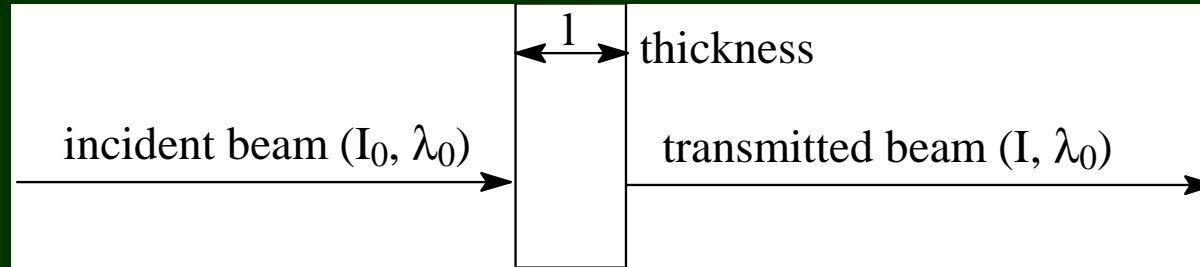 l
thickness
incident beam (I₀, λ₀)
transmitted beam (I, λ₀)